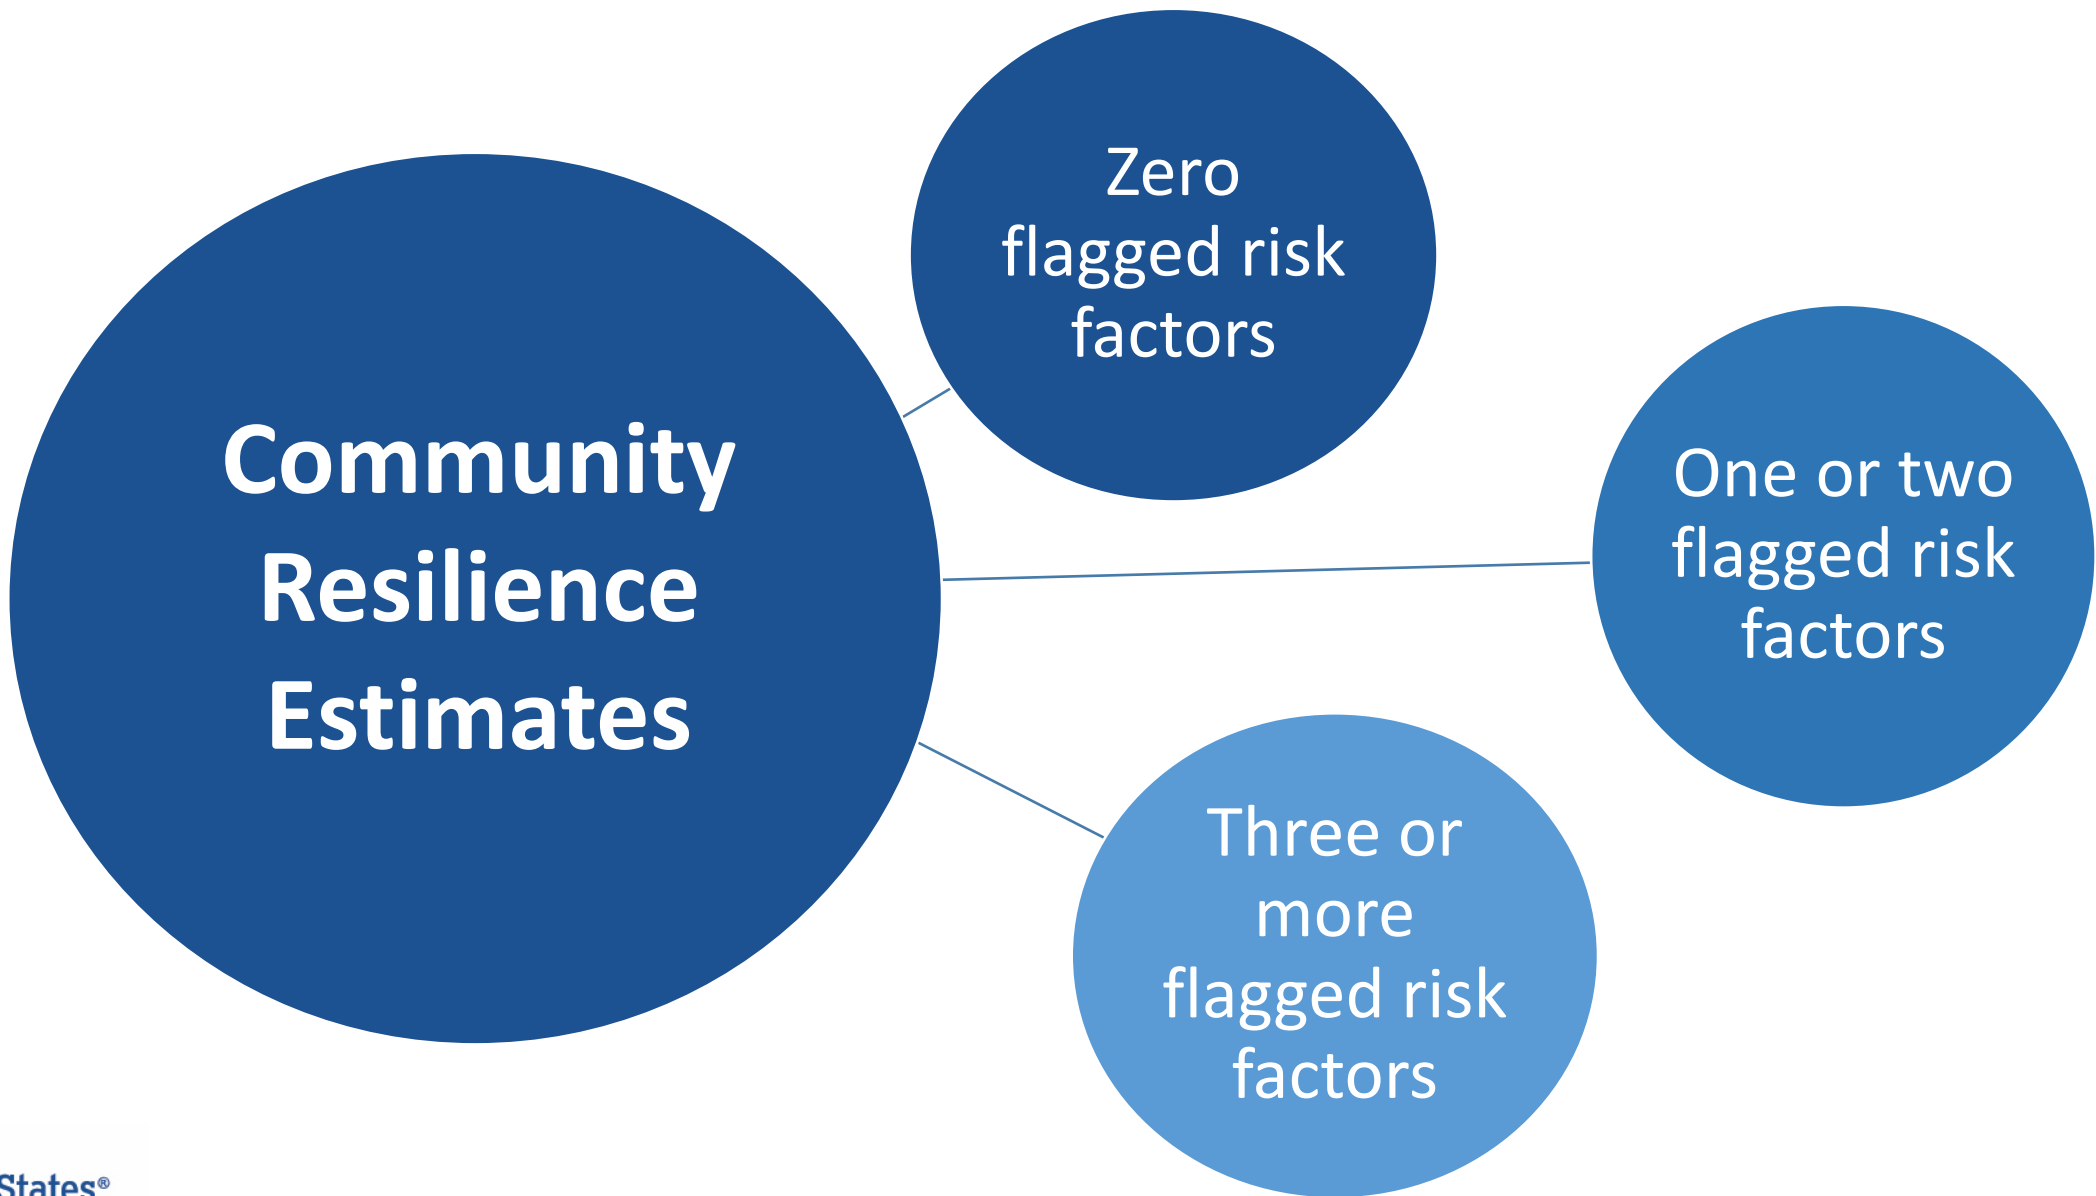 Community
Resilience
Estimates
Zero
flagged risk
factors
One or two
flagged risk
factors
Three or
more
flagged risk
factors
States®